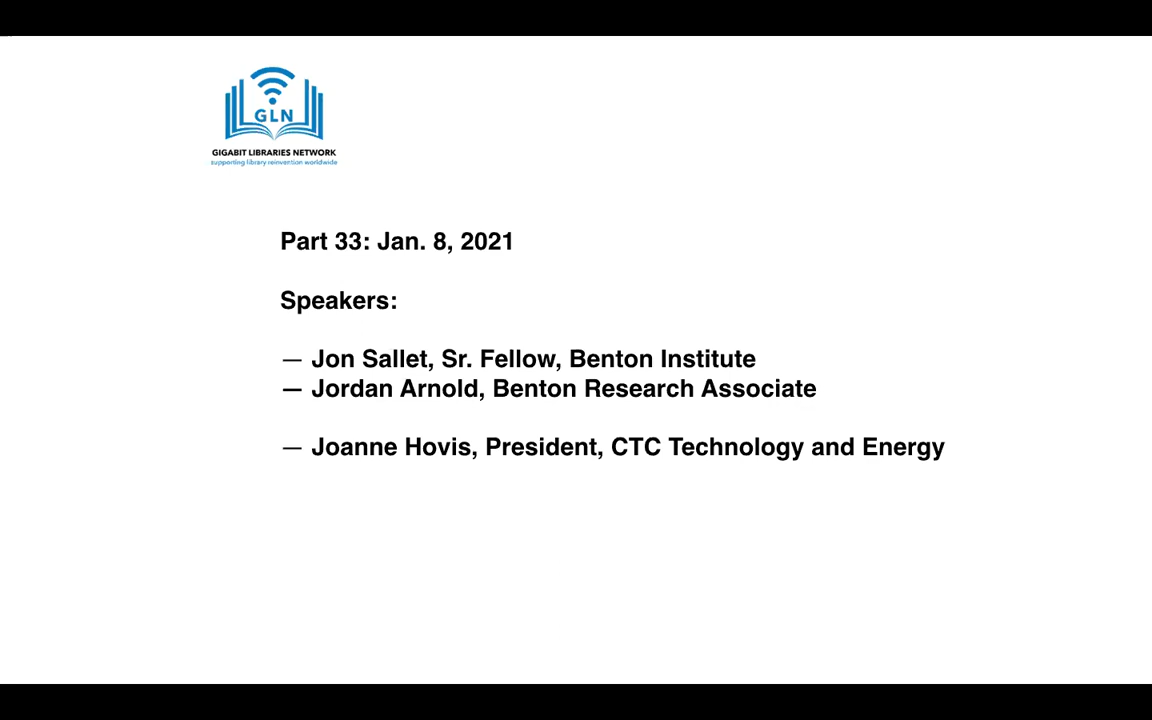 GLN
GIGABIT LIBRARIES NETWORK
supporting library reinvention worldwide
Part 33: Jan. 8, 2021
Speakers:
— Jon Sallet, Sr. Fellow, Benton Institute
— Jordan Arnold, Benton Research Associate
— Joanne Hovis, President, CTC Technology and Energy